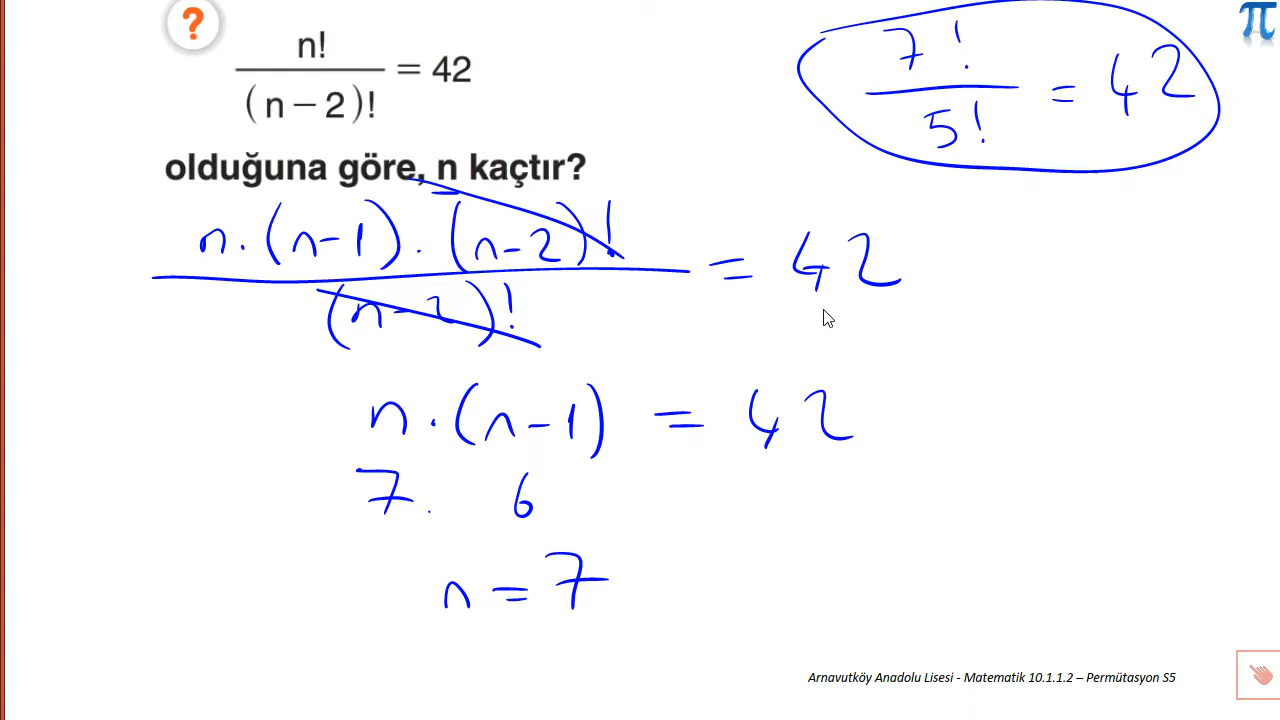 ?
n!
(n – 2)!
= 42
olduğuna göre, n kaçtır?
7!
5!
= 42
π
n.(n-1).(n-2)!
(n-2)!
= 42
n.(n-1) = 42
7. 6
n = 7
Arnavutköy Anadolu Lisesi - Matematik 10.1.1.2 – Permütasyon S5